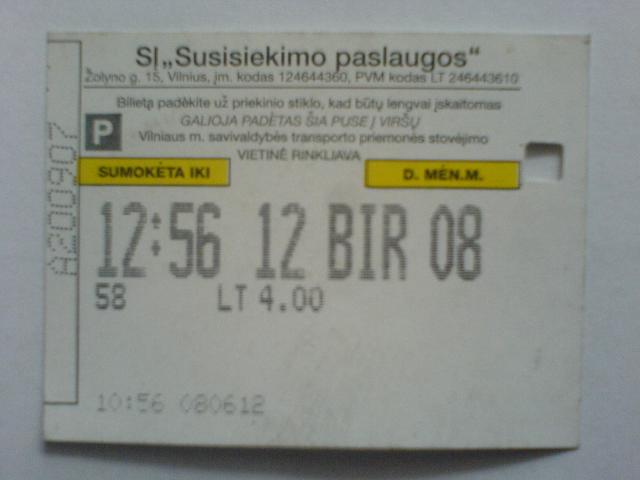 SĮ „Susisiekimo paslaugos“
Žolyno g. 15, Vilnius, įm. kodas 124644360, PVM kodas LT 246443610
Bilietą padėkite už priekinio stiklo, kad būtų lengvai įskaitomas
GALIOJA PADĖTAS ŠIA PUSE Į VIRŠŲ
P
Vilniaus m. savivaldybės transporto priemonės stovėjimo
VIETINĖ RINKLIAVA
SUMOKĖTA IKI
D. MĖN.M.
12:56 12 BIR 08
58 LT 4.00
10:56 080612
A200907